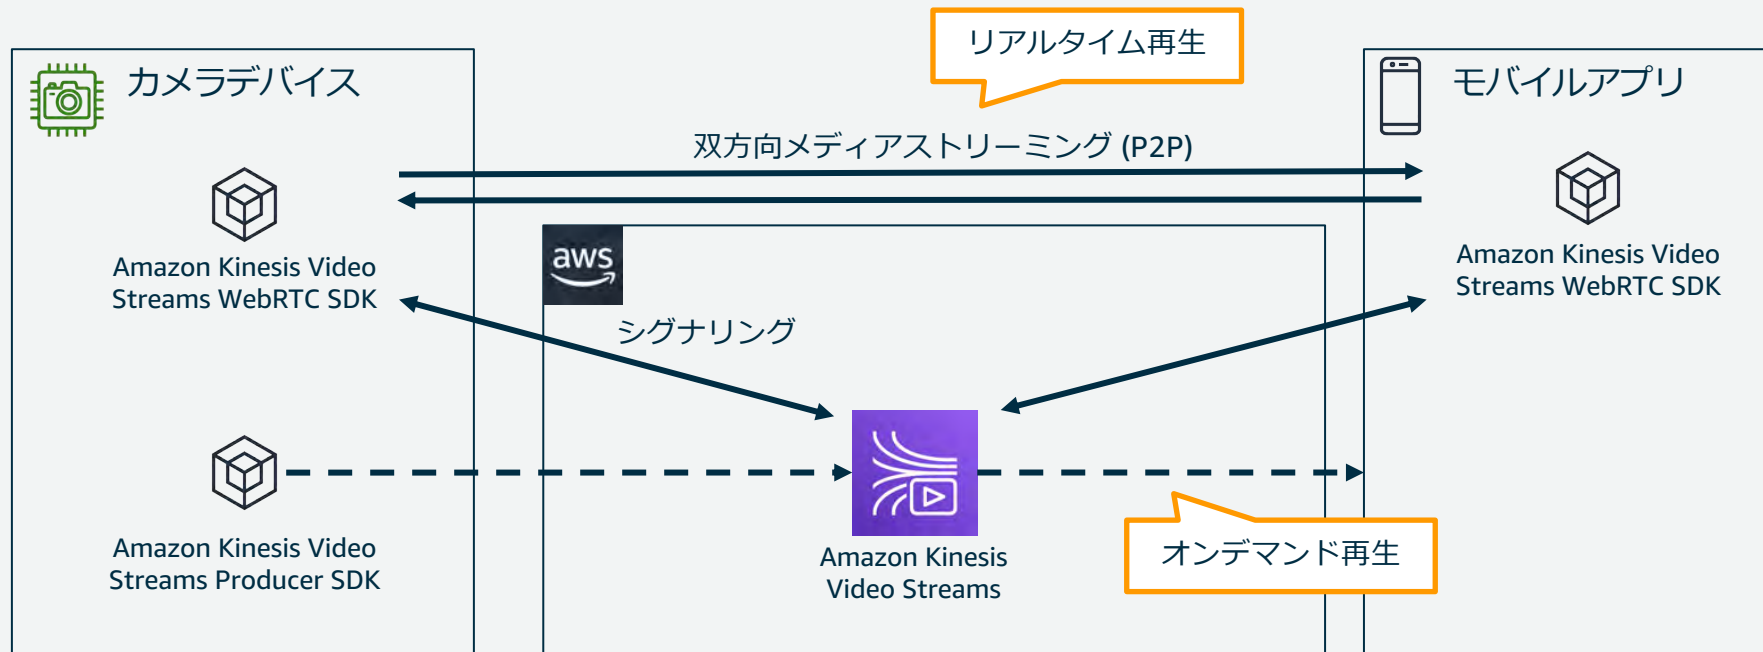 リアルタイム再生
カメラデバイス
モバイルアプリ
双方向メディアストリーミング (P2P)
Amazon Kinesis Video
Streams WebRTC SDK
aws
Amazon Kinesis Video
Streams WebRTC SDK
シグナリング
Amazon Kinesis Video
Streams Producer SDK
Amazon Kinesis
Video Streams
オンデマンド再生